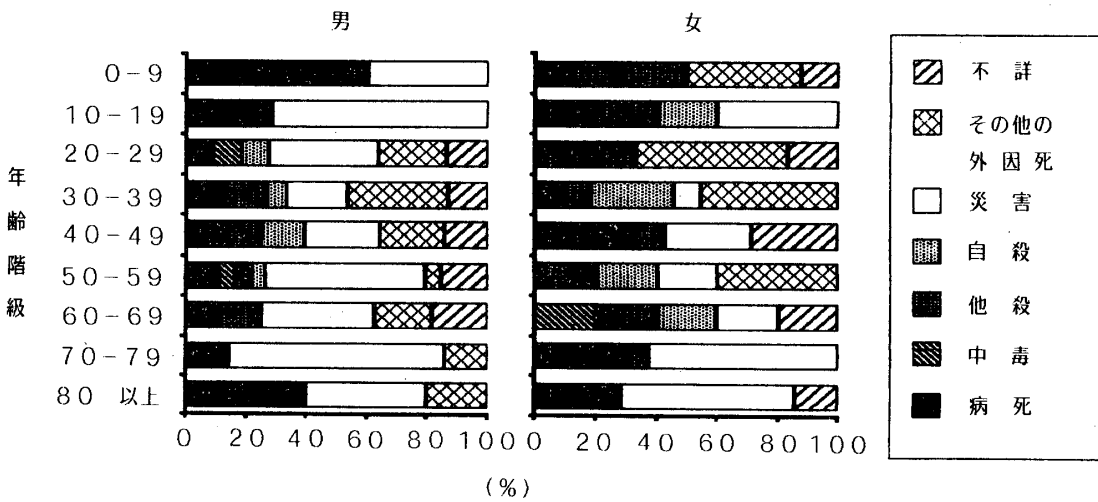 男
女
0-9
10-19
20-29
30-39
40-49
50-59
60-69
70-79
80 以上
年齢階級
0 20 40 60 80 100
0 20 40 60 80 100
(%)
不詳
その他の
外因死
災害
自殺
他殺
中毒
病死